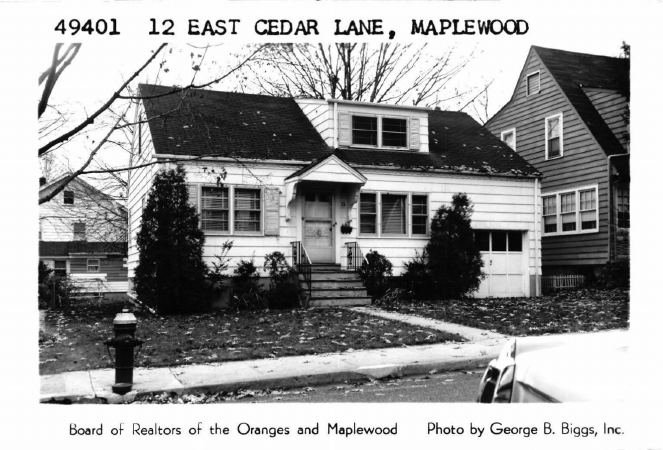 49401 12 EAST CEDAR LANE, MAPLEWOOD
Board of Realtors of the Oranges and Maplewood Photo by George B. Biggs, Inc.